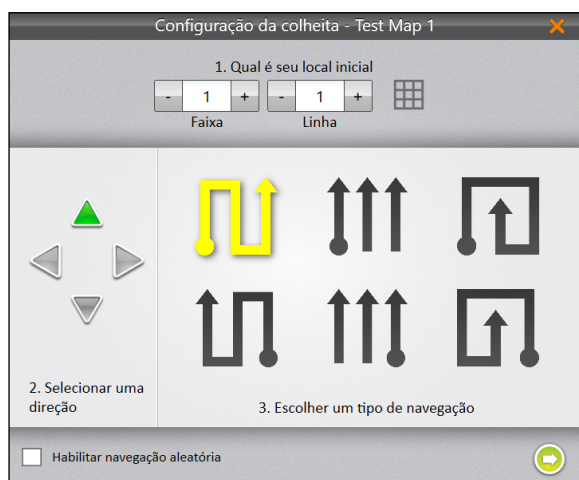 Configuração da colheita - Test Map 1
1. Qual é seu local inicial
- 1 + - 1 +
Faixa Linha
2. Selecionar uma
direção
3. Escolher um tipo de navegação
Habilitar navegação aleatória